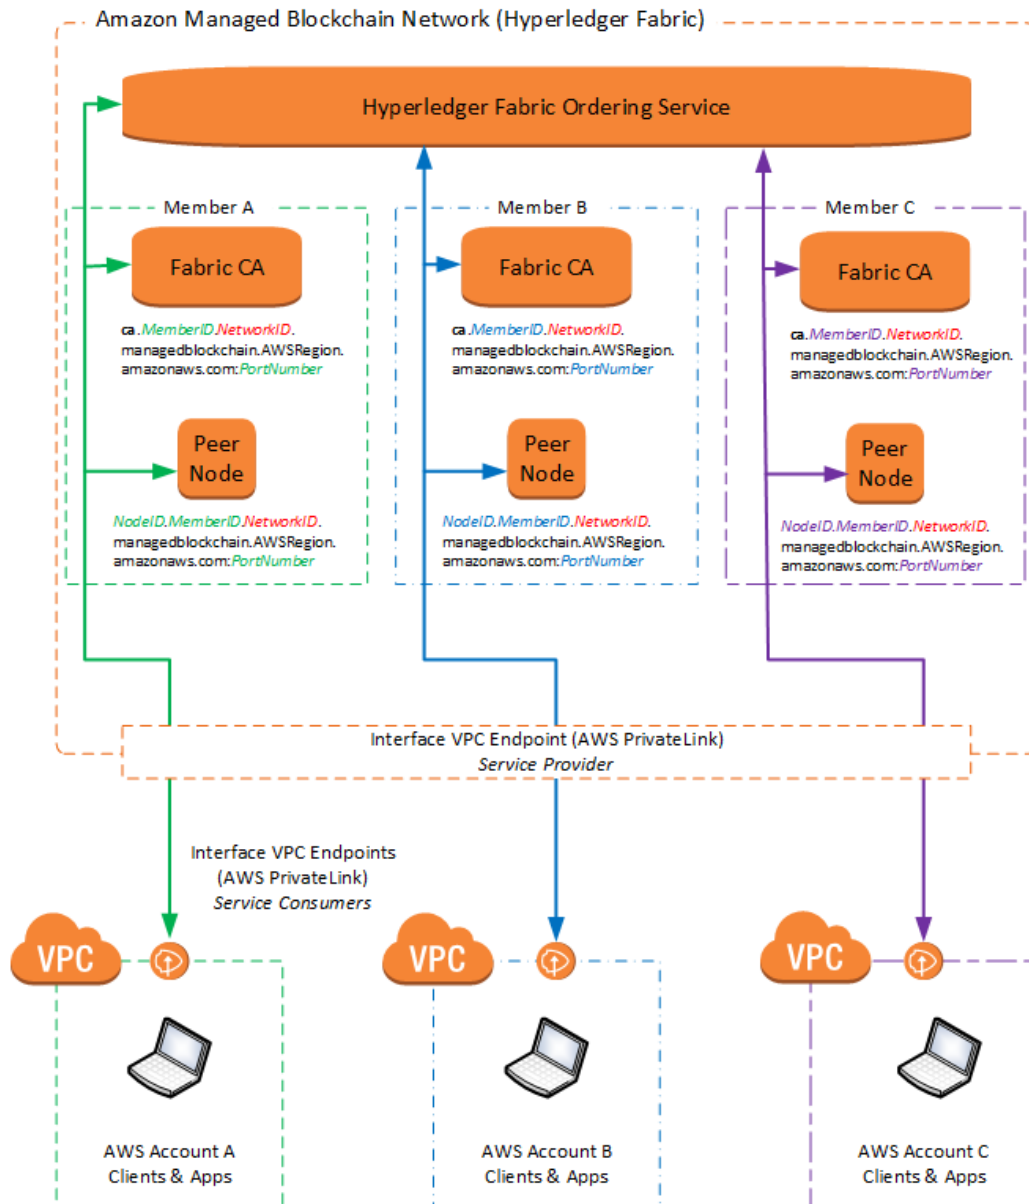 Amazon Managed Blockchain Network (Hyperledger Fabric)
Hyperledger Fabric Ordering Service
Member A
Fabric CA
ca.MemberID.NetworkID.
managedblockchain.AWSRegion.
amazonaws.com:PortNumber
Peer
Node
NodeID.MemberID.NetworkID.
managedblockchain.AWSRegion.
amazonaws.com:PortNumber
Member B
Fabric CA
ca.MemberID.NetworkID.
managedblockchain.AWSRegion.
amazonaws.com:PortNumber
Peer
Node
NodeID.MemberID.NetworkID.
managedblockchain.AWSRegion.
amazonaws.com:PortNumber
Member C
Fabric CA
ca.MemberID.NetworkID.
managedblockchain.AWSRegion.
amazonaws.com:PortNumber
Peer
Node
NodeID.MemberID.NetworkID.
managedblockchain.AWSRegion.
amazonaws.com:PortNumber
Interface VPC Endpoint (AWS PrivateLink)
Service Provider
Interface VPC Endpoints
(AWS PrivateLink)
Service Consumers
VPC
AWS Account A
Clients & Apps
VPC
AWS Account B
Clients & Apps
VPC
AWS Account C
Clients & Apps